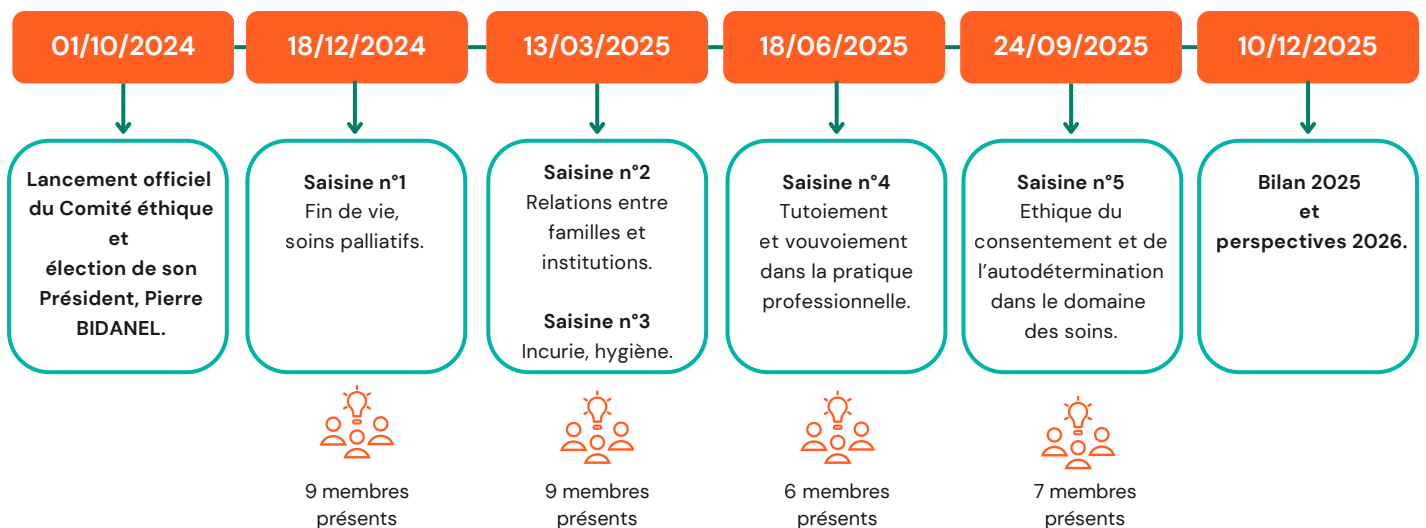 01/10/2024
18/12/2024
13/03/2025
18/06/2025
24/09/2025
10/12/2025
Lancement officiel
du Comité éthique
et
élection de son
Président, Pierre
BIDANEL.
Saisine n°1
Fin de vie,
soins palliatifs.
Saisine n°2
Relations entre
familles et
institutions.
Saisine n°3
Incurie, hygiène.
Saisine n°4
Tutoiement
et vouvoiement
dans la pratique
professionnelle.
Saisine n°5
Ethique du
consentement et de
l'autodétermination
dans le domaine
des soins.
Bilan 2025
et
perspectives 2026.
9 membres
présents
9 membres
présents
6 membres
présents
7 membres
présents